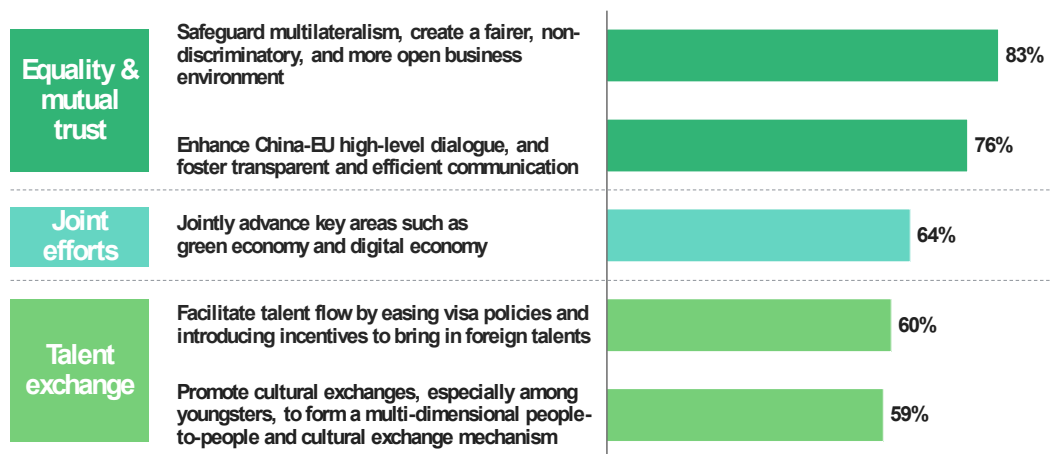 Equality &
mutual
trust
Safeguard multilateralism, create a fairer, non-
discriminatory, and more open business
environment
83%
Enhance China-EU high-level dialogue, and
foster transparent and efficient communication
76%
Joint
efforts
Jointly advance key areas such as
green economy and digital economy
64%
Talent
exchange
Facilitate talent flow by easing visa policies and
introducing incentives to bring in foreign talents
60%
Promote cultural exchanges, especially among
youngsters, to form a multi-dimensional people-
to-people and cultural exchange mechanism
59%